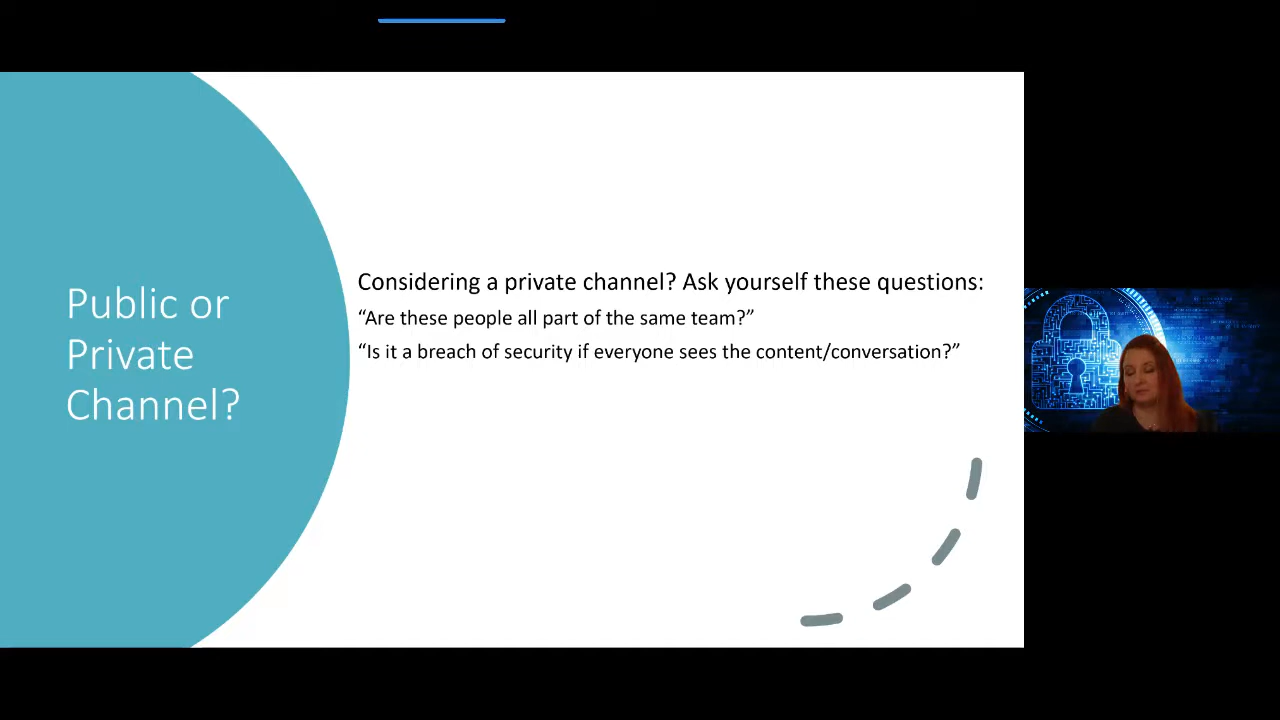 Public or
Private
Channel?
Considering a private channel? Ask yourself these questions:
“Are these people all part of the same team?”
“Is it a breach of security if everyone sees the content/conversation?”